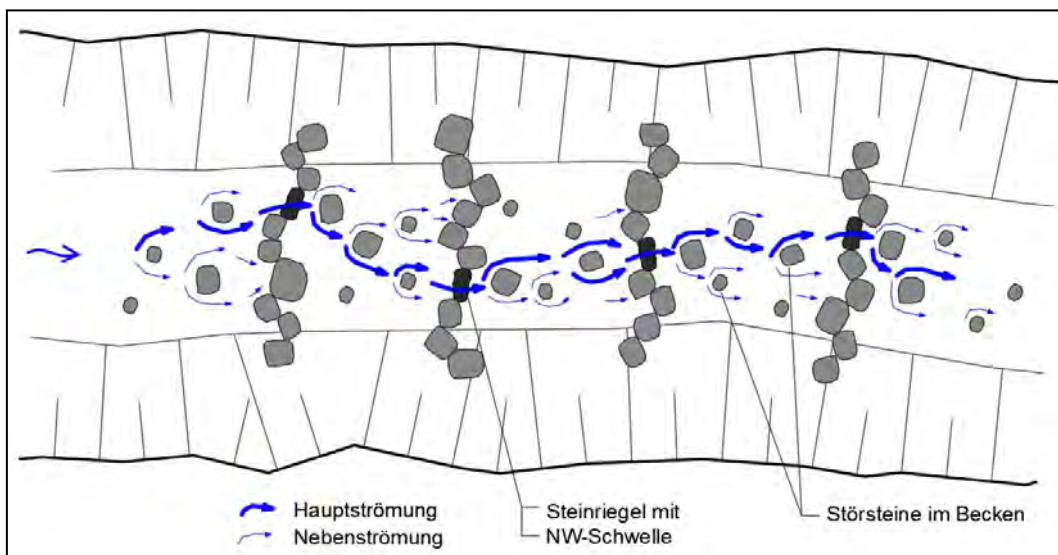 Hauptströmung
Nebenströmung
Steinriegel mit
NW-Schwelle
Störsteine im Becken